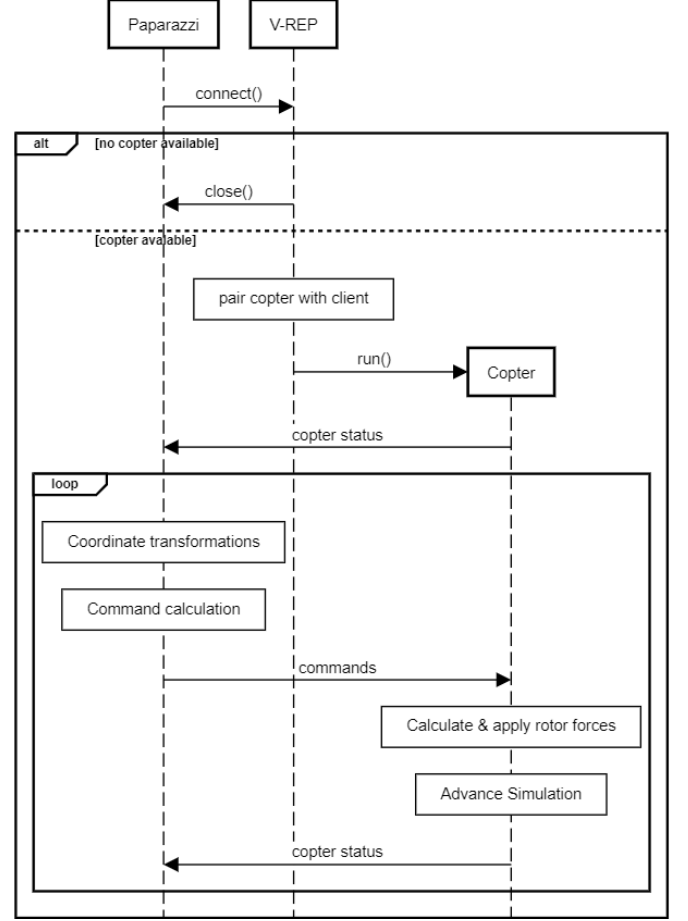 Paparazzi
V-REP
connect()
alt
[no copter available]
close()
[copter avalable]
pair copter with client
run()
Copter
copter status
loop
Coordinate transformations
Command calculation
commands
Calculate & apply rotor forces
Advance Simulation
copter status